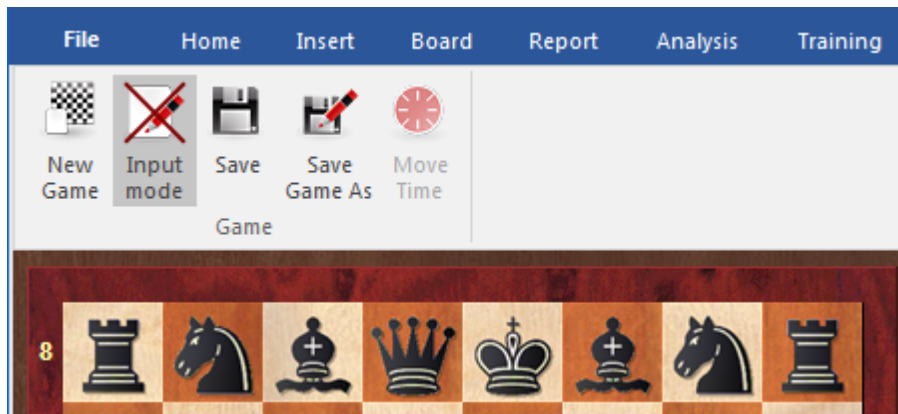 File Home Insert Board Report Analysis Training
New Game
Input mode
Save
Save Game As
Move Time
Game
8